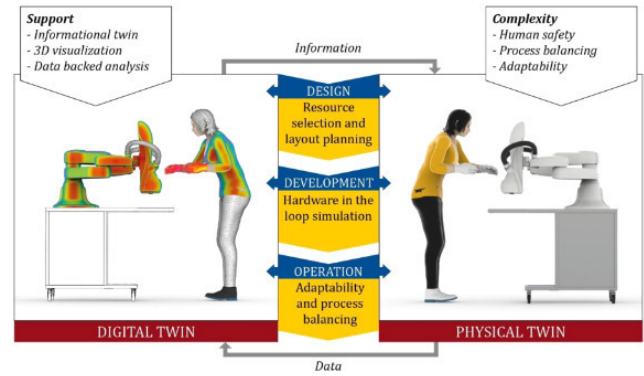 Support
- Informational twin
- 3D visualization
- Data backed analysis
Information
Complexity
- Human safety
- Process balancing
- Adaptability
DESIGN
Resource
selection and
layout planning
DEVELOPMENT
Hardware in
the loop simulation
OPERATION
Adaptability
and process
balancing
DIGITAL TWIN
PHYSICAL TWIN
Data